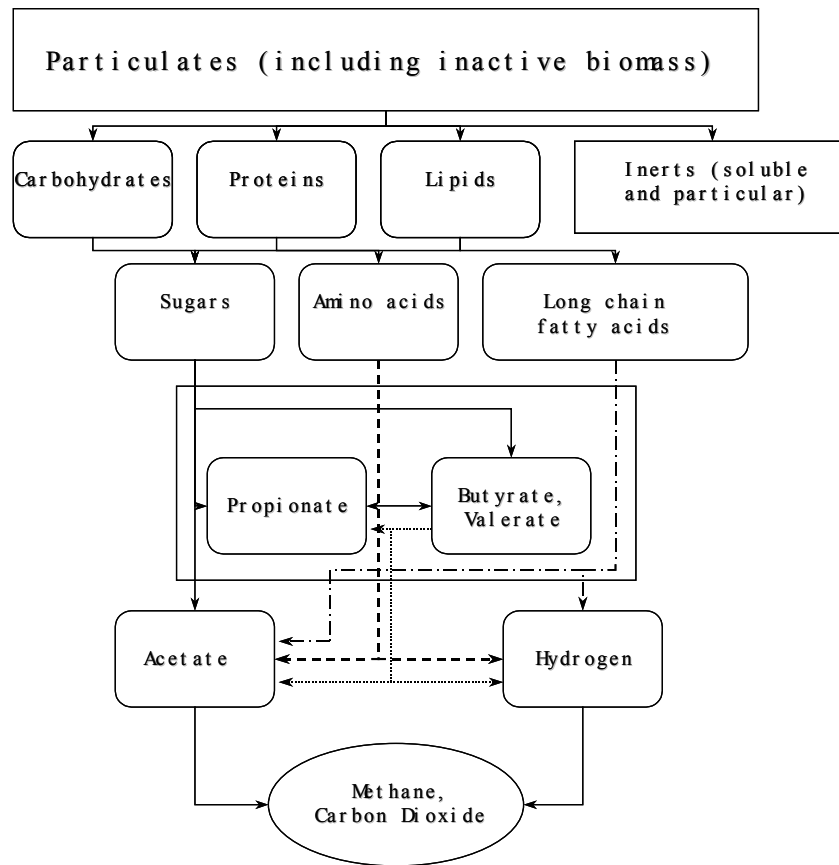 Particulates (including inactive biomass)
Carbohydrates
Proteins
Lipids
Inerts (soluble
and particular)
Sugars
Amino acids
Long chain
fatty acids
Propionate
Butyrate,
Valerate
Acetate
Hydrogen
Methane,
Carbon Dioxide